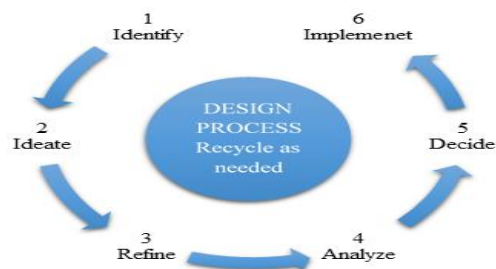 1
Identify
2
Ideate
3
Refine
4
Analyze
5
Decide
6
Implemenet
DESIGN
PROCESS
Recycle as
needed